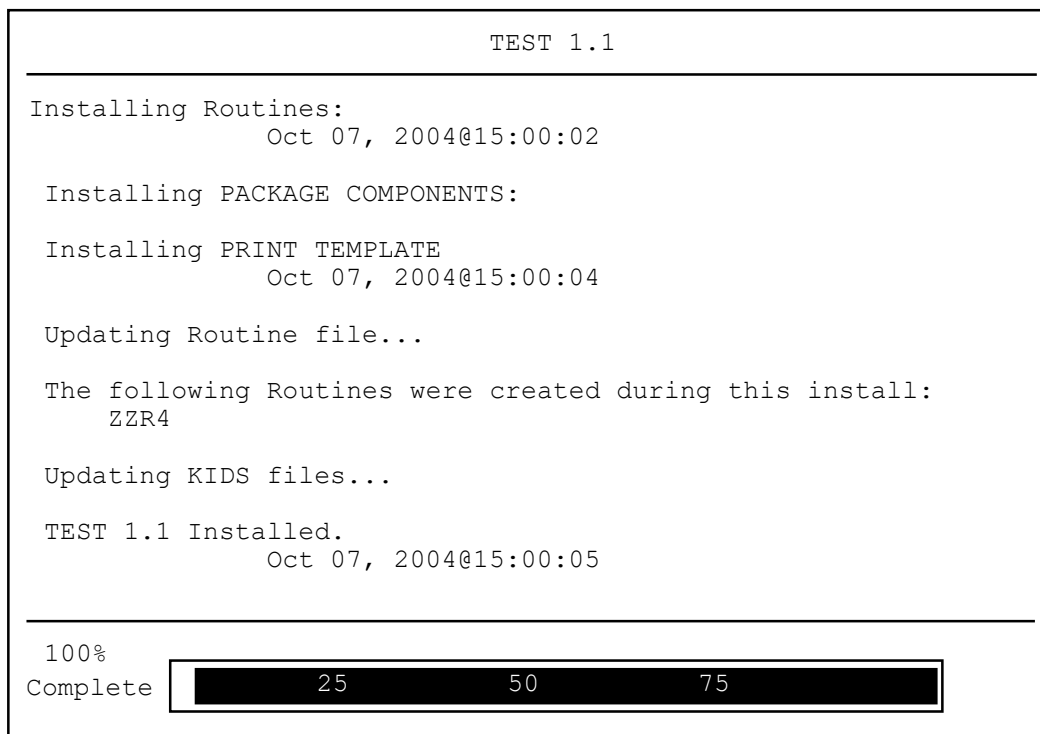 TEST 1.1
Installing Routines:
Oct 07, 2004@15:00:02
Installing PACKAGE COMPONENTS:
Installing PRINT TEMPLATE
Oct 07, 2004@15:00:04
Updating Routine file...
The following Routines were created during this install:
ZZR4
Updating KIDS files...
TEST 1.1 Installed.
Oct 07, 2004@15:00:05
100%
Complete 25 50 75